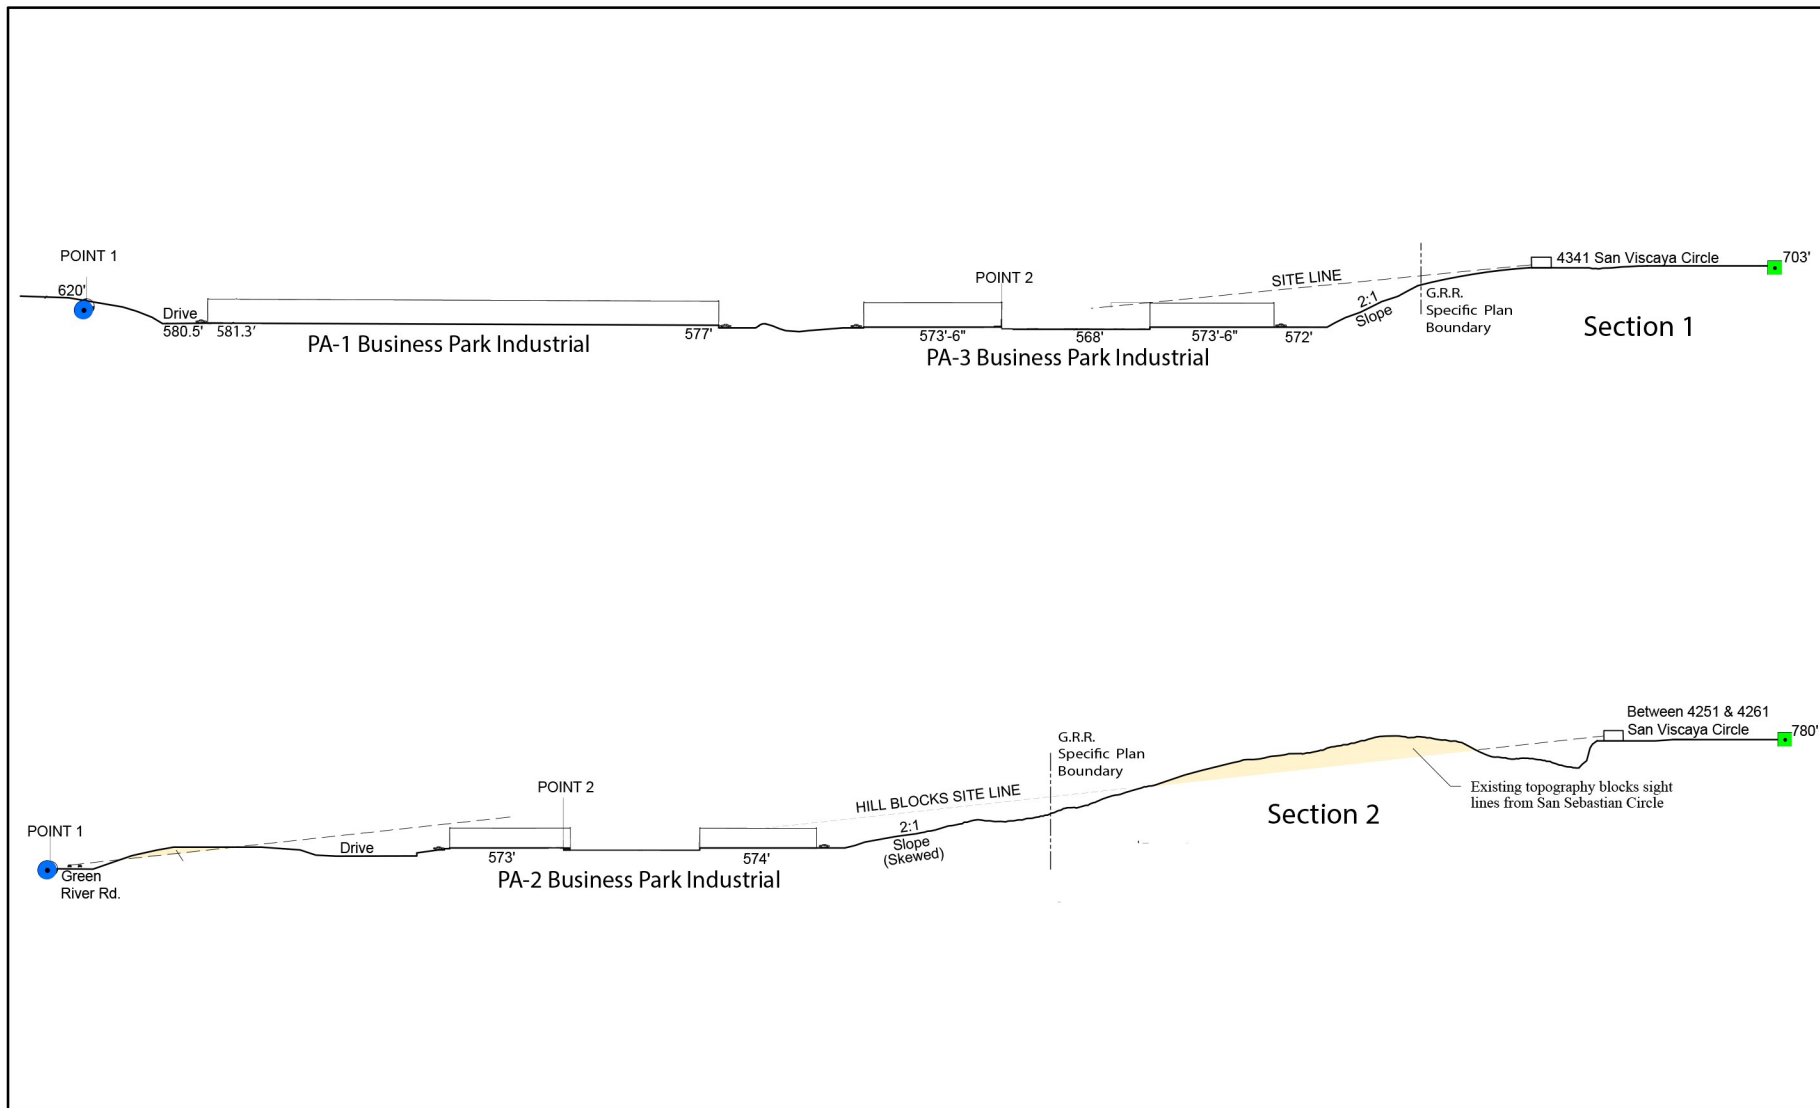 POINT 1
620'
Drive
580.5' 581.3'
PA-1 Business Park Industrial
577'
POINT 2
573'-6"
568'
573'-6"
572'
PA-3 Business Park Industrial
SITE LINE
2:1
Slope
G.R.R.
Specific Plan
Boundary
4341 San Viscaya Circle
703'
Section 1
POINT 1
Green
River Rd.
Drive
POINT 2
573'
574'
PA-2 Business Park Industrial
HILL BLOCKS SITE LINE
2:1
Slope
(Skewed)
G.R.R.
Specific Plan
Boundary
Between 4251 & 4261
San Viscaya Circle
780'
Existing topography blocks sight
lines from San Sebastian Circle
Section 2